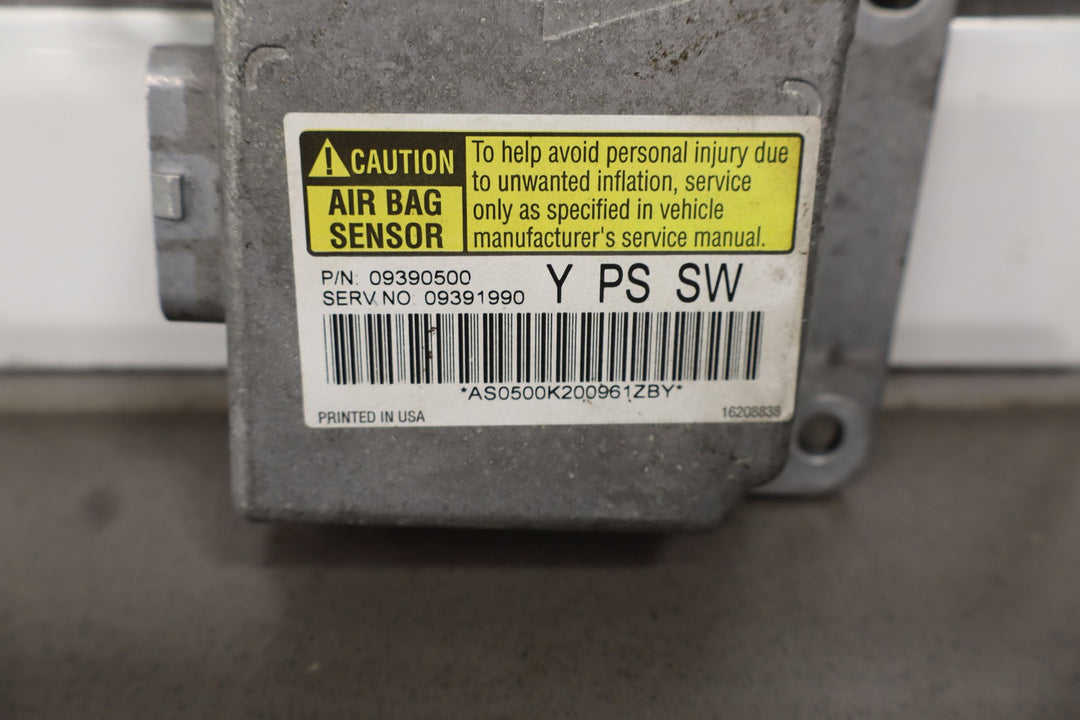 CAUTION
AIR BAG
SENSOR
To help avoid personal injury due
to unwanted inflation, service
only as specified in vehicle
manufacturer's service manual.
P/N: 09390500
SERV.NO: 09391990
Y PS SW
*AS0500K200961ZBY*
PRINTED IN USA
16208838